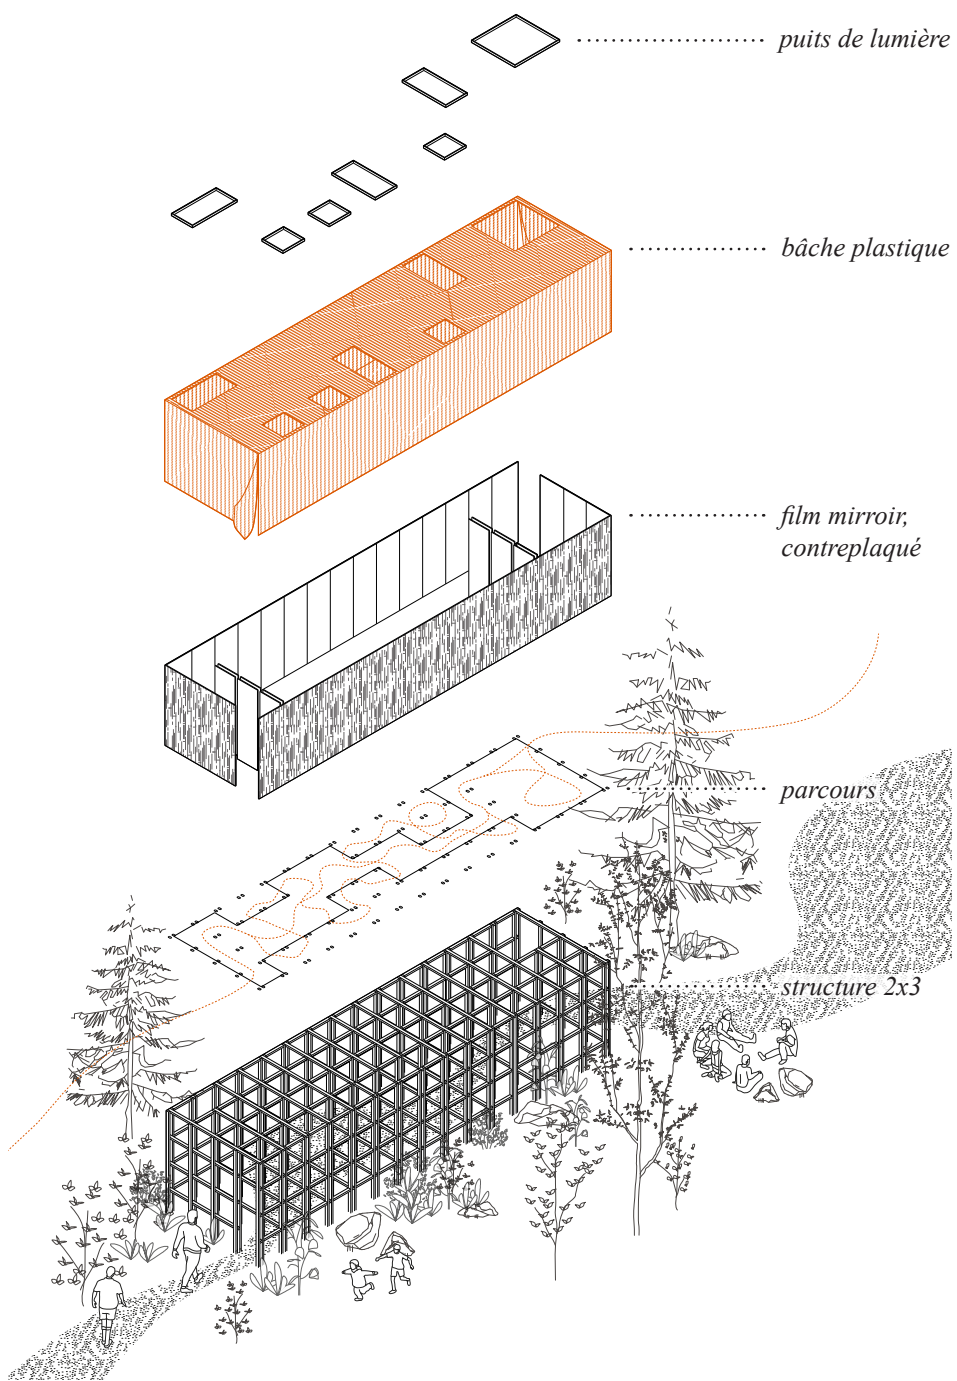 puits de lumière
bâche plastique
film mirroir,
contreplaqué
parcours
structure 2x3